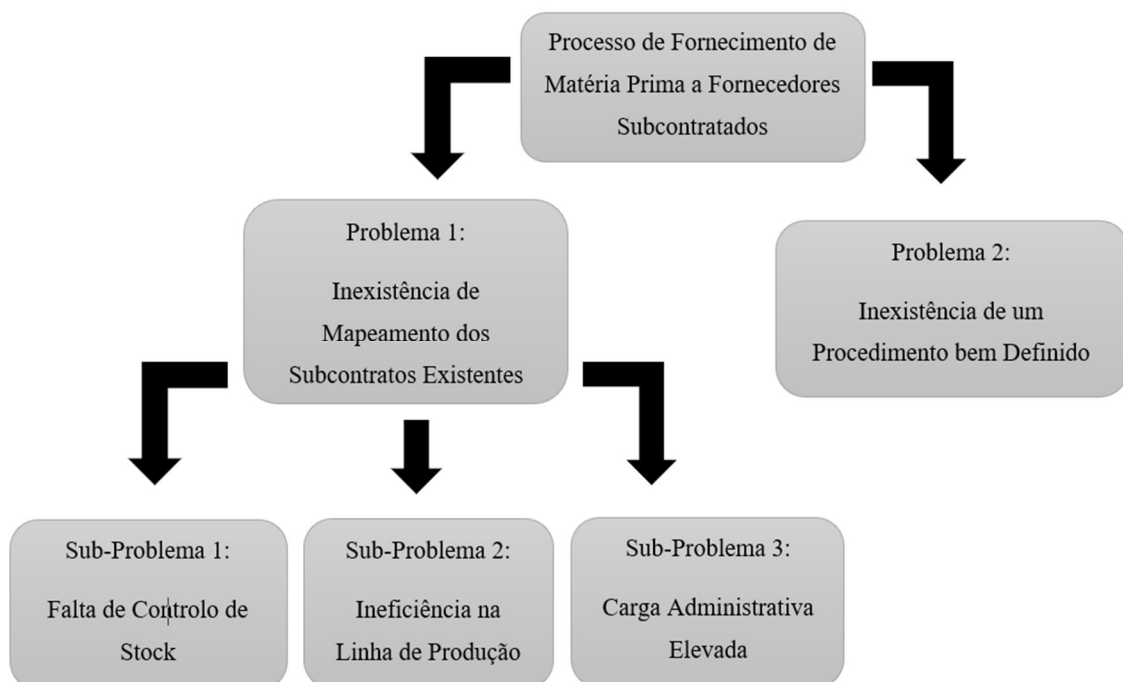 Processo de Fornecimento de
Matéria Prima a Fornecedores
Subcontratados
Problema 1:
Inexistência de
Mapeamento dos
Subcontratos Existentes
Problema 2:
Inexistência de um
Procedimento bem Definido
Sub-Problema 1:
Falta de Controlo de
Stock
Sub-Problema 2:
Ineficiência na
Linha de Produção
Sub-Problema 3:
Carga Administrativa
Elevada